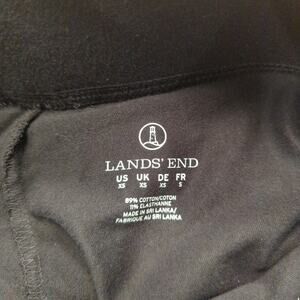 LANDS' END
US UK DE FR
XS XS XS S
89% COTTON/COTON
11% ELASTHANNE
MADE IN SRI LANKA/
FABRIQUÉ AU SRI LANKA